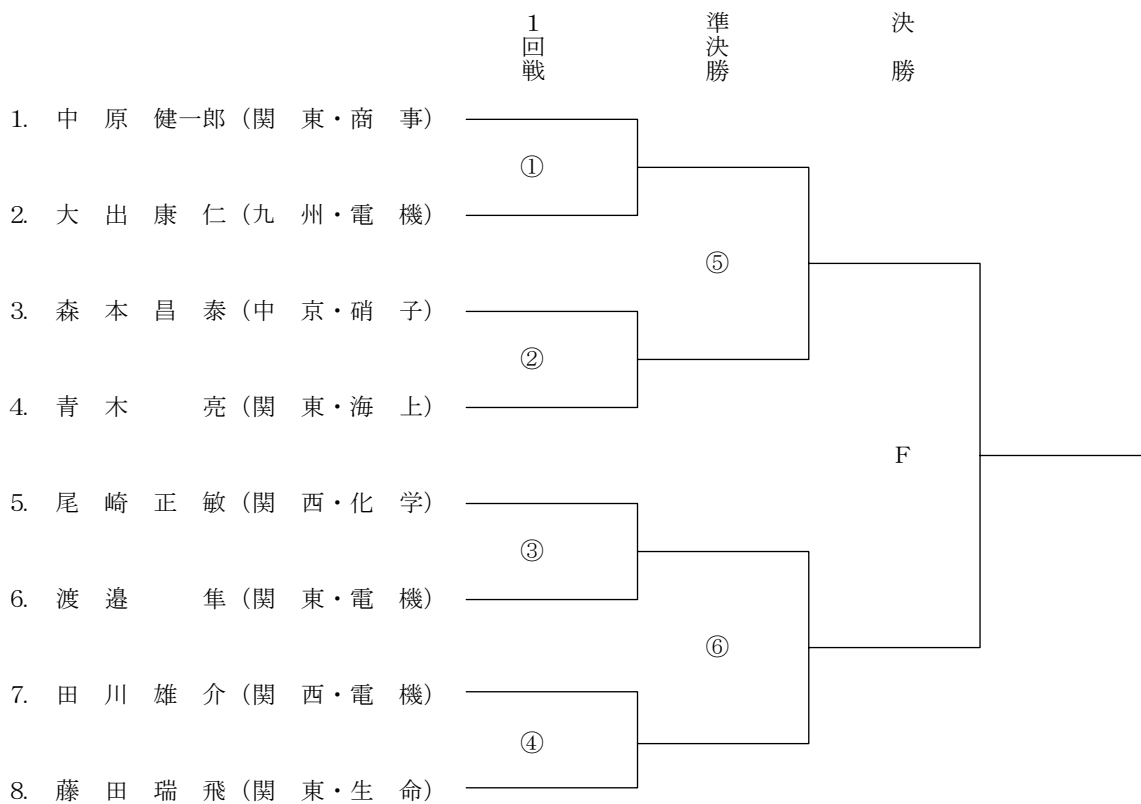 1回戦
準決勝
決勝
1. 中原 健一郎（関東・商事）
①
2. 大出康仁（九州・電機）
⑤
3. 森本昌泰（中京・硝子）
②
4. 青木 亮（関東・海上）
F
5. 尾崎正敏（関西・化学）
③
6. 渡邉 隼（関東・電機）
⑥
7. 田川雄介（関西・電機）
④
8. 藤田瑞飛（関東・生命）